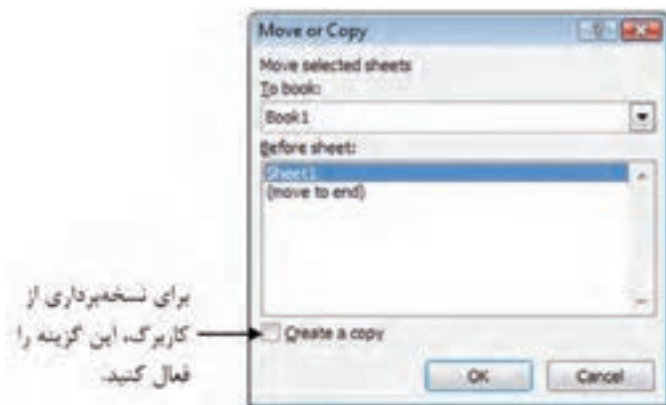 Move or Copy
Move selected sheets
To book:
Book1
Before sheet:
Sheet1
(move to end)
Create a copy
OK
Cancel
برای نسخه‌برداری از
کاربرگ، این گزینه را
فعال کنید.